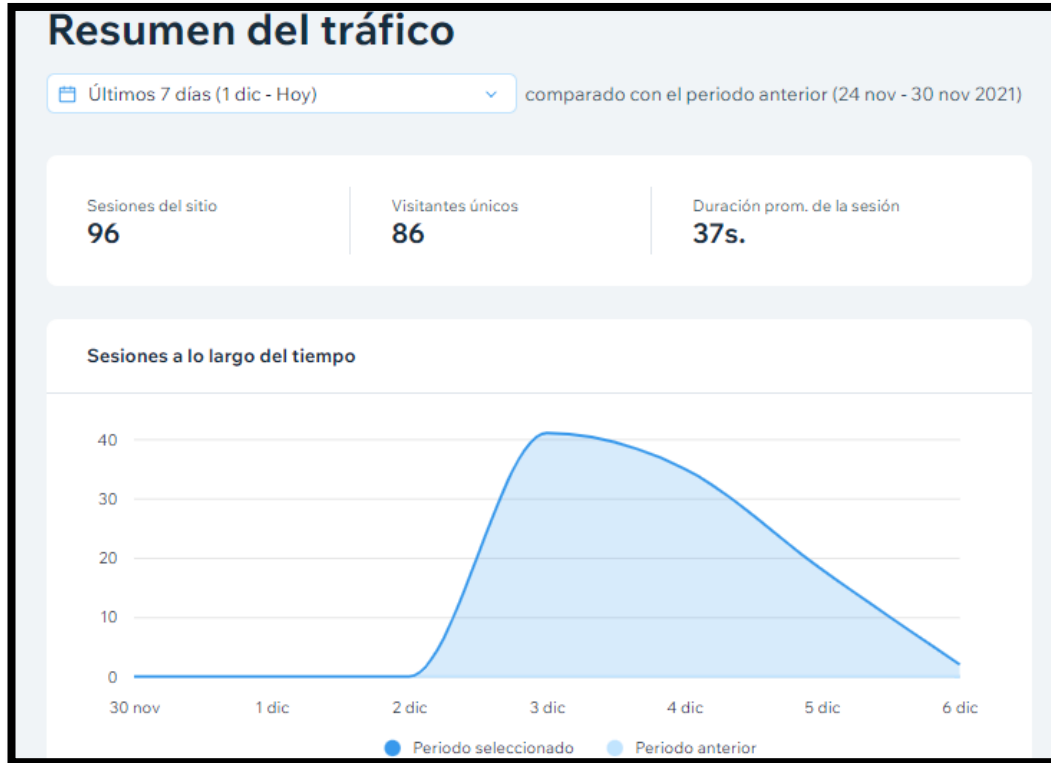 Resumen del tráfico
Últimos 7 días (1 dic - Hoy) comparado con el periodo anterior (24 nov - 30 nov 2021)
Sesiones del sitio Visitantes únicos Duración prom. de la sesión
96 86 37s.
Sesiones a lo largo del tiempo
40
30
20
10
0
30 nov 1 dic 2 dic 3 dic 4 dic 5 dic 6 dic
Periodo seleccionado Periodo anterior